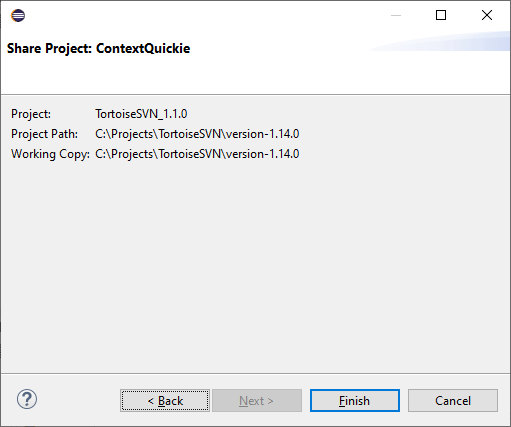 Share Project: ContextQuickie
Project: TortoiseSVN_1.1.0
Project Path: C:\Projects\TortoiseSVN\version-1.14.0
Working Copy: C:\Projects\TortoiseSVN\version-1.14.0
? < Back Next > Finish Cancel